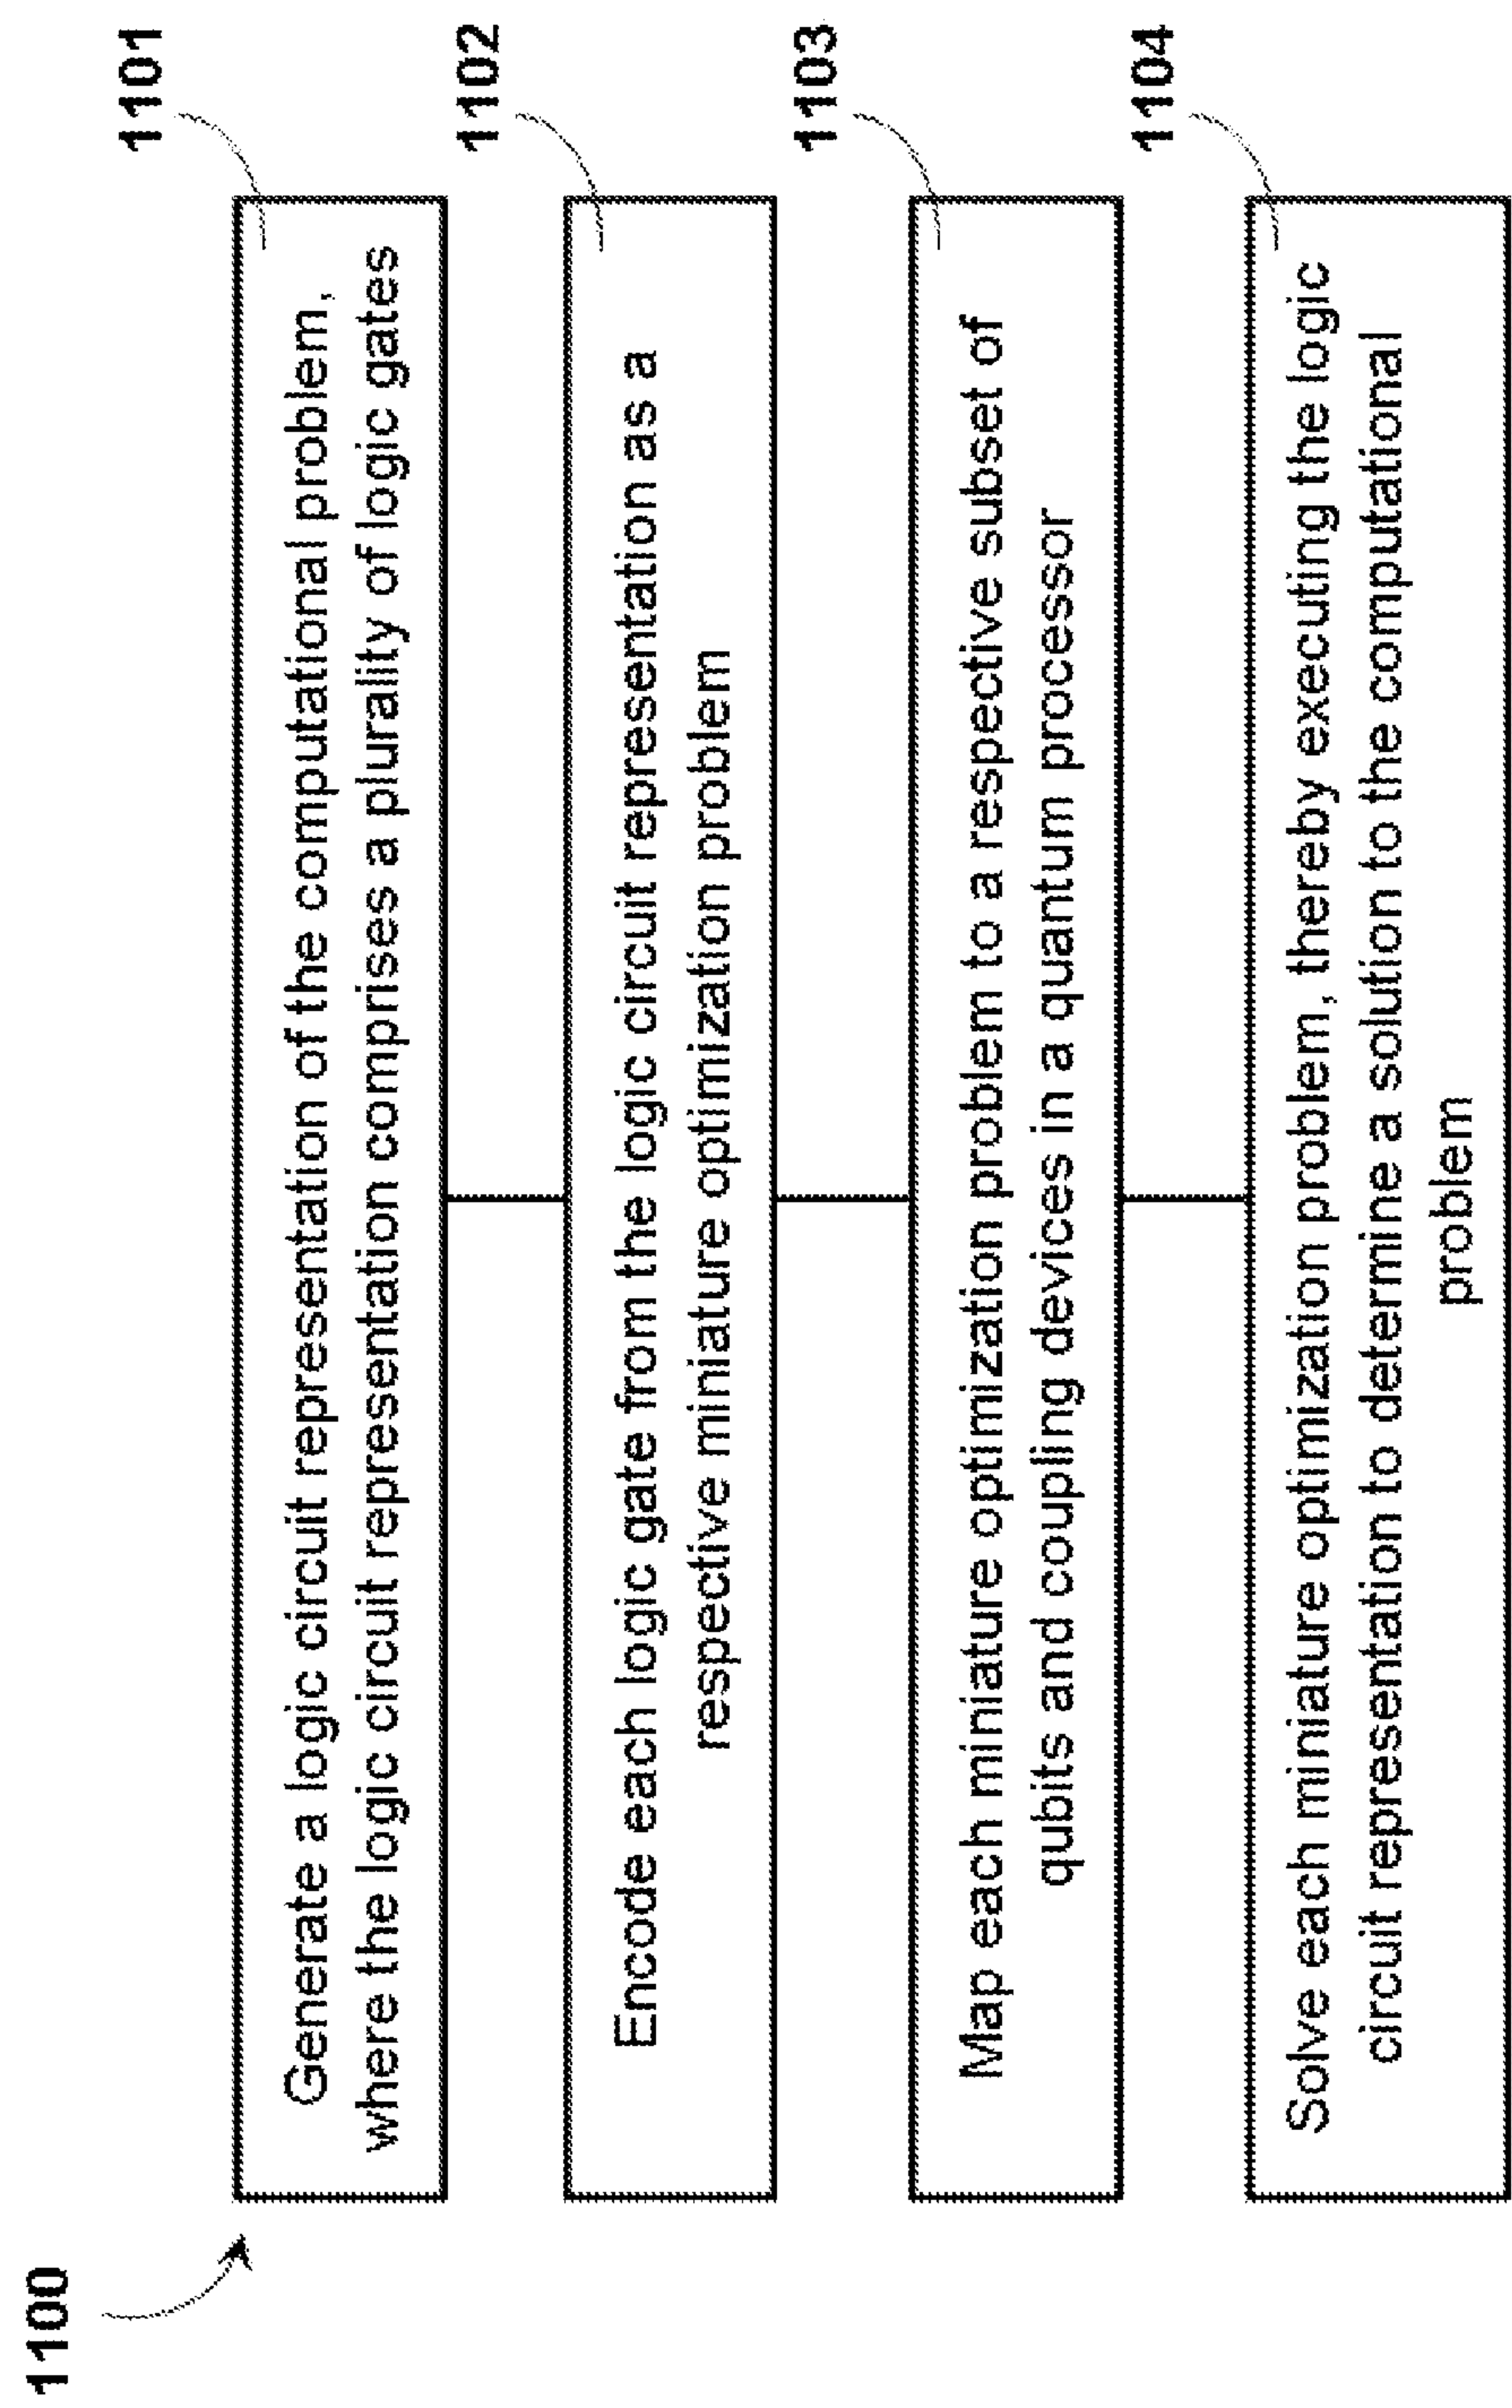 1100
1101
Generate a logic circuit representation of the computational problem,
where the logic circuit representation comprises a plurality of logic gates
1102
Encode each logic gate from the logic circuit representation as a
respective miniature optimization problem
1103
Map each miniature optimization problem to a respective subset of
qubits and coupling devices in a quantum processor
1104
Solve each miniature optimization problem, thereby executing the logic
circuit representation to determine a solution to the computational
problem